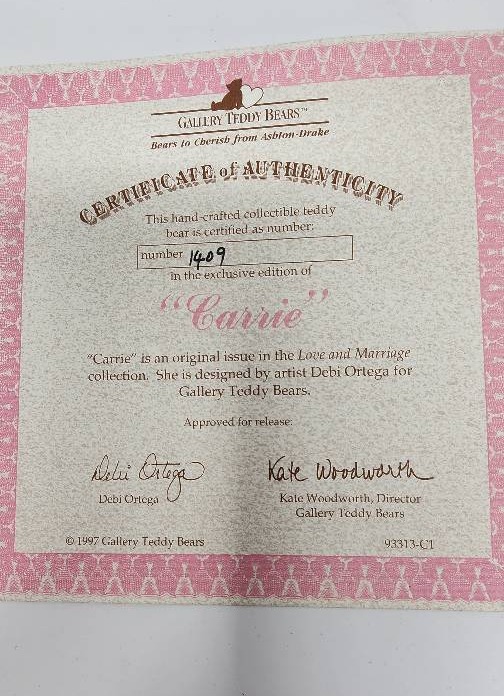 GALLERY TEDDY BEARS™
Bears to Cherish from Ashton-Drake
CERTIFICATE of AUTHENTICITY
This hand-crafted collectible teddy
bear is certified as number:
number 1409
in the exclusive edition of
"Carrie"
"Carrie" is an original issue in the Love and Marriage
collection. She is designed by artist Debi Ortega for
Gallery Teddy Bears.
Approved for release:
Debi Ortega Kate Woodworth
Debi Ortega Kate Woodworth, Director
Gallery Teddy Bears
© 1997 Gallery Teddy Bears 93313-C1